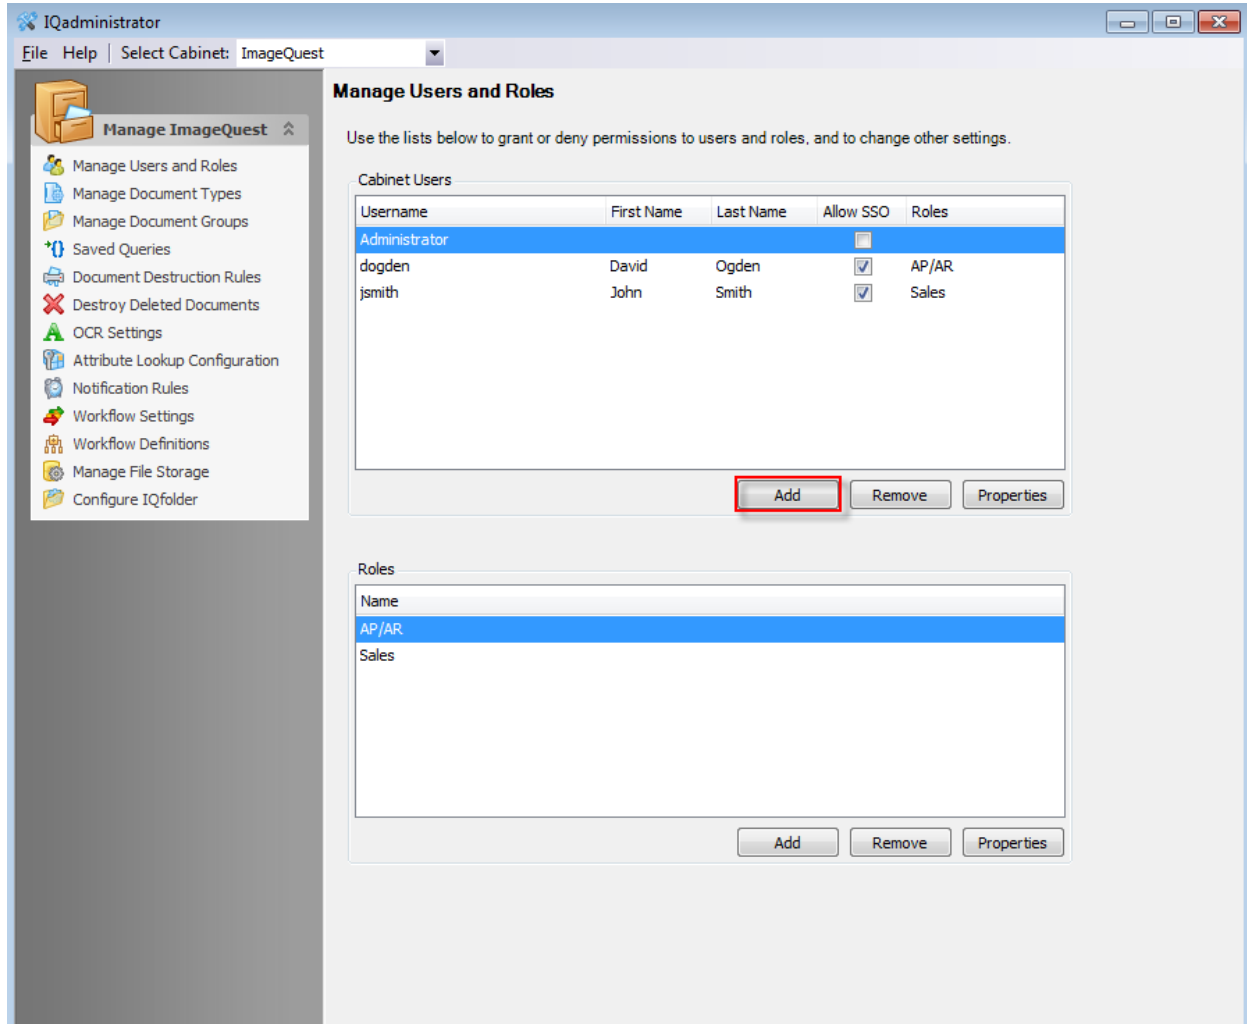 IQadministrator
File Help Select Cabinet: ImageQuest
Manage ImageQuest
Manage Users and Roles
Manage Document Types
Manage Document Groups
Saved Queries
Document Destruction Rules
Destroy Deleted Documents
OCR Settings
Attribute Lookup Configuration
Notification Rules
Workflow Settings
Workflow Definitions
Manage File Storage
Configure IQfolder
Manage Users and Roles
Use the lists below to grant or deny permissions to users and roles, and to change other settings.
Cabinet Users
Username First Name Last Name Allow SSO Roles
Administrator
dogden David Ogden AP/AR
jsmith John Smith Sales
Add Remove Properties
Roles
Name
AP/AR
Sales
Add Remove Properties